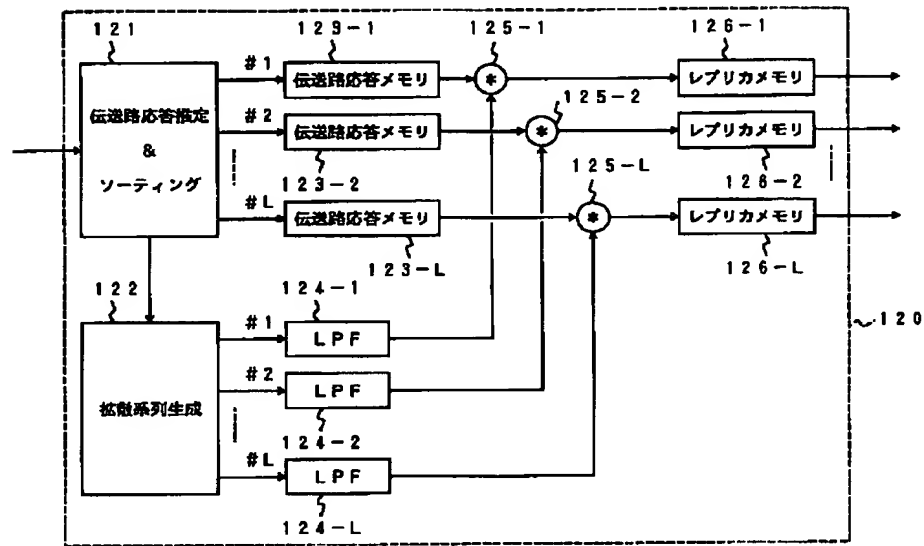 121
129-1
125-1
126-1
#1
伝送路応答メモリ
*
レプリカメモリ
125-2
伝送路応答推定
&
ソーティング
#2
伝送路応答メモリ
*
レプリカメモリ
123-2
125-L
126-2
#L
伝送路応答メモリ
*
レプリカメモリ
123-L
126-L
122
124-1
#1
LPF
120
拡散系列生成
#2
LPF
124-2
#L
LPF
124-L